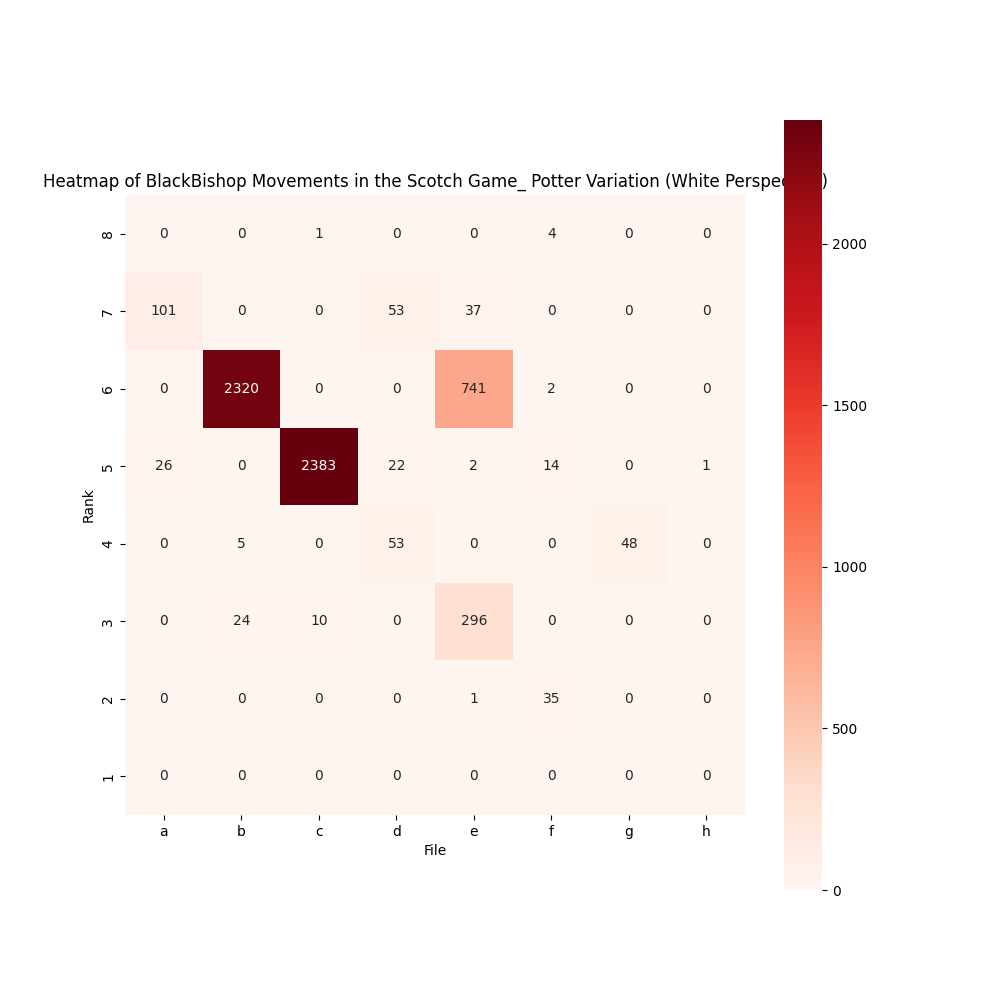 Heatmap of BlackBishop Movements in the Scotch Game_ Potter Variation (White Perspec )
8 0 0 1 0 0 4 0 0
7 101 0 0 53 37 0 0 0
6 0 2320 0 0 741 2 0 0
5 26 0 2383 22 2 14 0 1
4 0 5 0 53 0 0 48 0
3 0 24 10 0 296 0 0 0
2 0 0 0 0 1 35 0 0
1 0 0 0 0 0 0 0 0
a b c d e f g h
File
Rank
2000
1500
1000
500
0